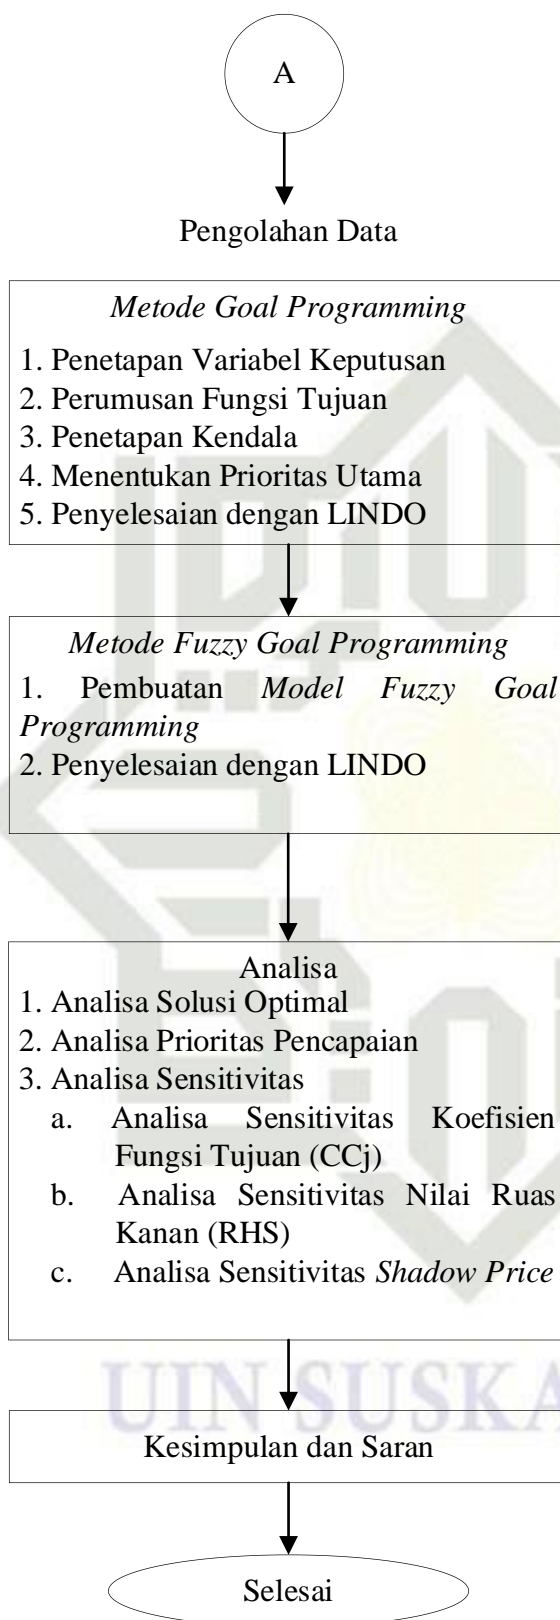 A
Pengolahan Data
Metode Goal Programming
1. Penetapan Variabel Keputusan
2. Perumusan Fungsi Tujuan
3. Penetapan Kendala
4. Menentukan Prioritas Utama
5. Penyelesaian dengan LINDO
Metode Fuzzy Goal Programming
1. Pembuatan Model Fuzzy Goal
Programming
2. Penyelesaian dengan LINDO
Analisa
1. Analisa Solusi Optimal
2. Analisa Prioritas Pencapaian
3. Analisa Sensitivitas
a. Analisa Sensitivitas Koefisien
Fungsi Tujuan (CCj)
b. Analisa Sensitivitas Nilai Ruas
Kanan (RHS)
c. Analisa Sensitivitas Shadow Price
UIN SUSKA
Kesimpulan dan Saran
Selesai